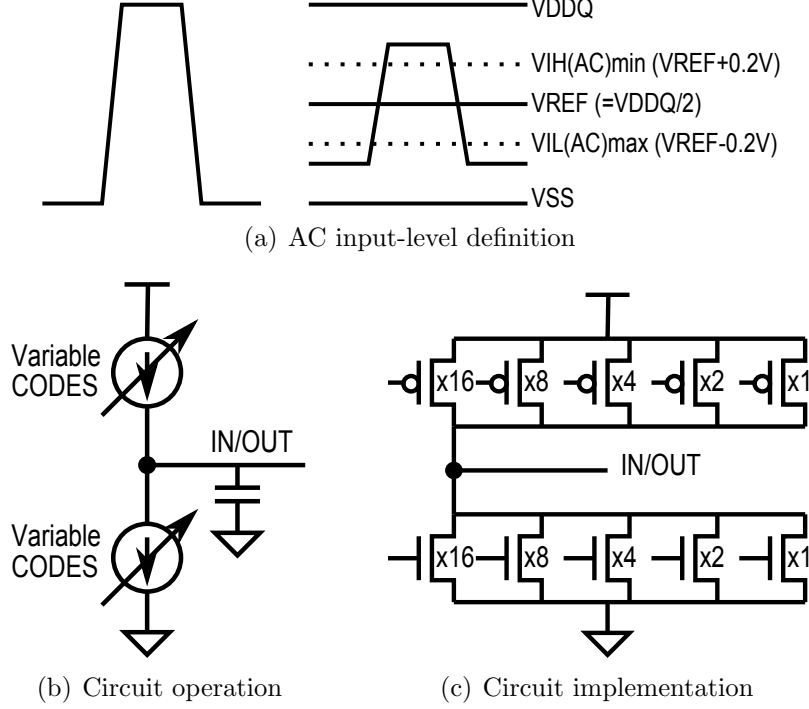 VDDQ
VIH(AC)min (VREF+0.2V)
VREF (=VDDQ/2)
VIL(AC)max (VREF-0.2V)
VSS
(a) AC input-level definition
Variable
CODES
IN/OUT
Variable
CODES
(b) Circuit operation
x16 x8 x4 x2 x1
IN/OUT
x16 x8 x4 x2 x1
(c) Circuit implementation